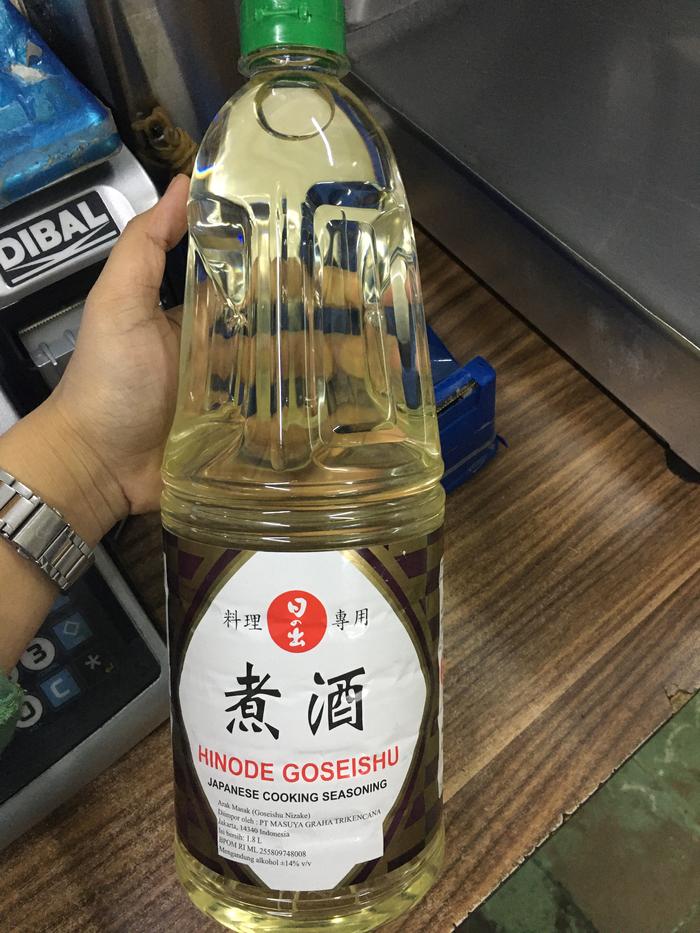 DIBAL
料理 日の出 専用
煮酒
HINODE GOSEISHU
JAPANESE COOKING SEASONING
Arak Masak (Goseishu Nizake)
Diimpor oleh : PT MASUYA GRAHA TRIKENCANA
Jakarta, 14340 Indonesia
Isi bersih: 1.8 L
BPOM RI ML 255809748008
Mengandung alkohol ±14% v/v
3
*
C